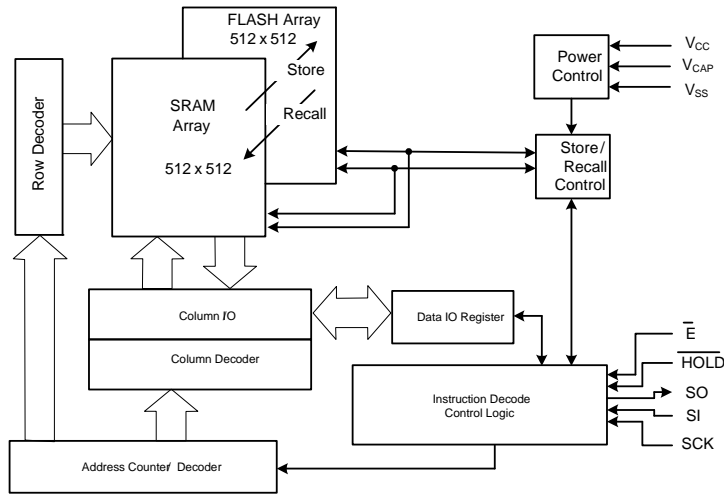 FLASH Array
512 x 512
Store
Recall
SRAM
Array
512 x 512
Row Decoder
Power
Control
VCC
VCAP
VSS
Store/
Recall
Control
Column I/O
Column Decoder
Data IO Register
Instruction Decode
Control Logic
E
HOLD
SO
SI
SCK
Address Counter/ Decoder